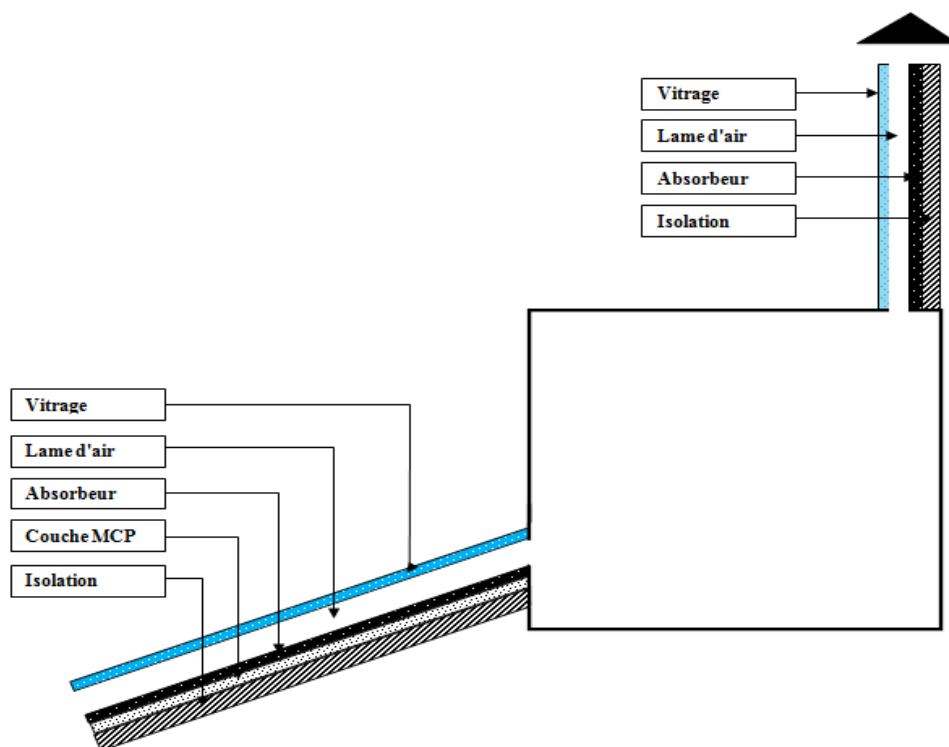 Vitrage
Lame d'air
Absorbeur
Isolation
Vitrage
Lame d'air
Absorbeur
Couche MCP
Isolation